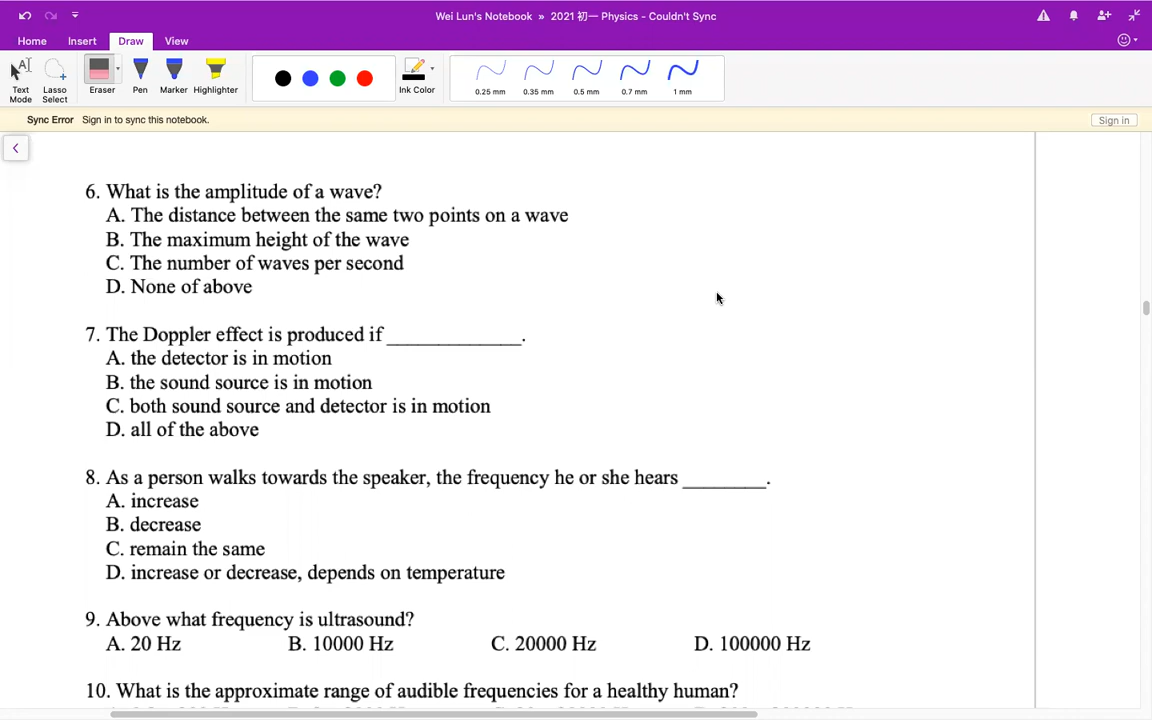 Wei Lun's Notebook » 2021 初一 Physics - Couldn't Sync
Home Insert Draw View
Text Mode
Lasso Select
Eraser
Pen
Marker
Highlighter
Ink Color
0.25 mm 0.35 mm 0.5 mm 0.7 mm 1 mm
Sync Error Sign in to sync this notebook. Sign in
6. What is the amplitude of a wave?
A. The distance between the same two points on a wave
B. The maximum height of the wave
C. The number of waves per second
D. None of above
7. The Doppler effect is produced if _____________.
A. the detector is in motion
B. the sound source is in motion
C. both sound source and detector is in motion
D. all of the above
8. As a person walks towards the speaker, the frequency he or she hears ________.
A. increase
B. decrease
C. remain the same
D. increase or decrease, depends on temperature
9. Above what frequency is ultrasound?
A. 20 Hz B. 10000 Hz C. 20000 Hz D. 100000 Hz
10. What is the approximate range of audible frequencies for a healthy human?